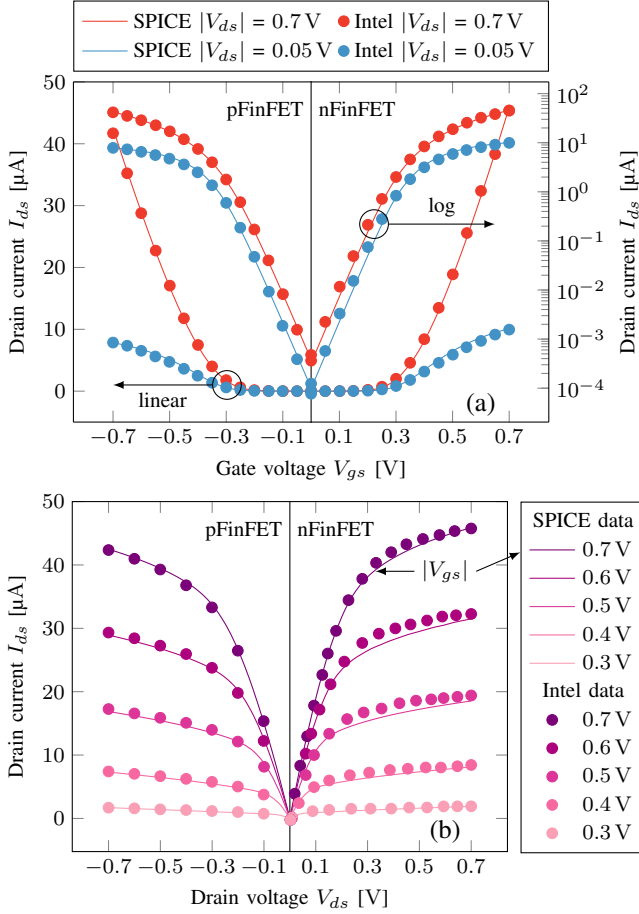 SPICE |V_ds| = 0.7 V Intel |V_ds| = 0.7 V
SPICE |V_ds| = 0.05 V Intel |V_ds| = 0.05 V
pFinFET nFinFET
50
40
30
20
10
0
Drain current I_ds [µA]
10^2
10^1
10^0
10^−1
10^−2
10^−3
10^−4
Drain current I_ds [µA]
log
linear
(a)
−0.7 −0.5 −0.3 −0.1 0.1 0.3 0.5 0.7
Gate voltage V_gs [V]
pFinFET nFinFET
50
40
30
20
10
0
Drain current I_ds [µA]
|V_gs|
(b)
−0.7 −0.5 −0.3 −0.1 0.1 0.3 0.5 0.7
Drain voltage V_ds [V]
SPICE data
0.7 V
0.6 V
0.5 V
0.4 V
0.3 V
Intel data
0.7 V
0.6 V
0.5 V
0.4 V
0.3 V